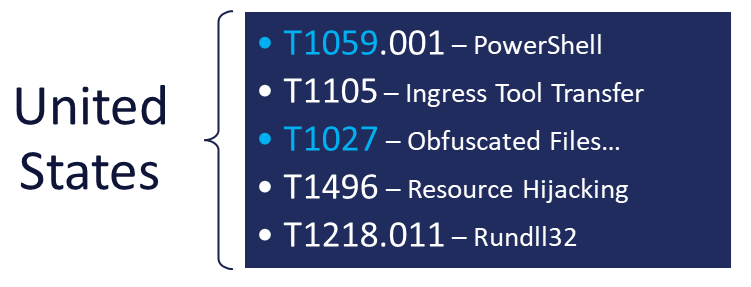 United
States
• T1059.001 – PowerShell
• T1105 – Ingress Tool Transfer
• T1027 – Obfuscated Files…
• T1496 – Resource Hijacking
• T1218.011 – Rundll32